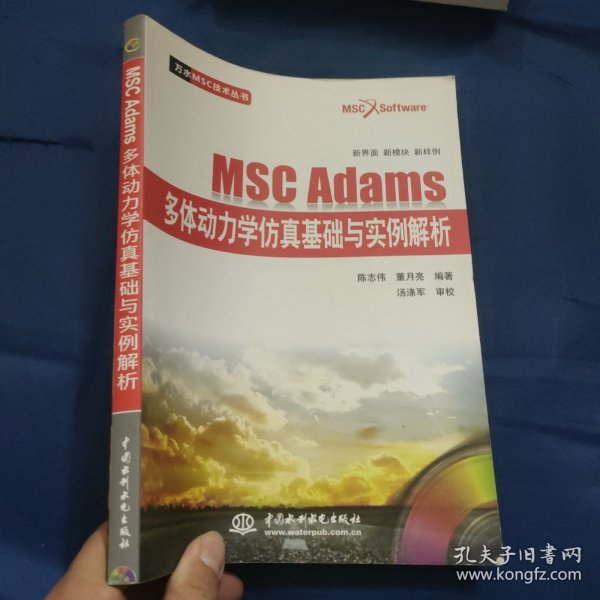 MSC Adams 多体动力学仿真基础与实例解析
中国水利水电出版社
万水MSC技术丛书
MSC Software
新界面 新模块 新样例
MSC Adams
多体动力学仿真基础与实例解析
陈志伟 董月亮 编著
汤涤军 审校
中国水利水电出版社
www.waterpub.com.cn
孔夫子旧书网
www.kongfz.com